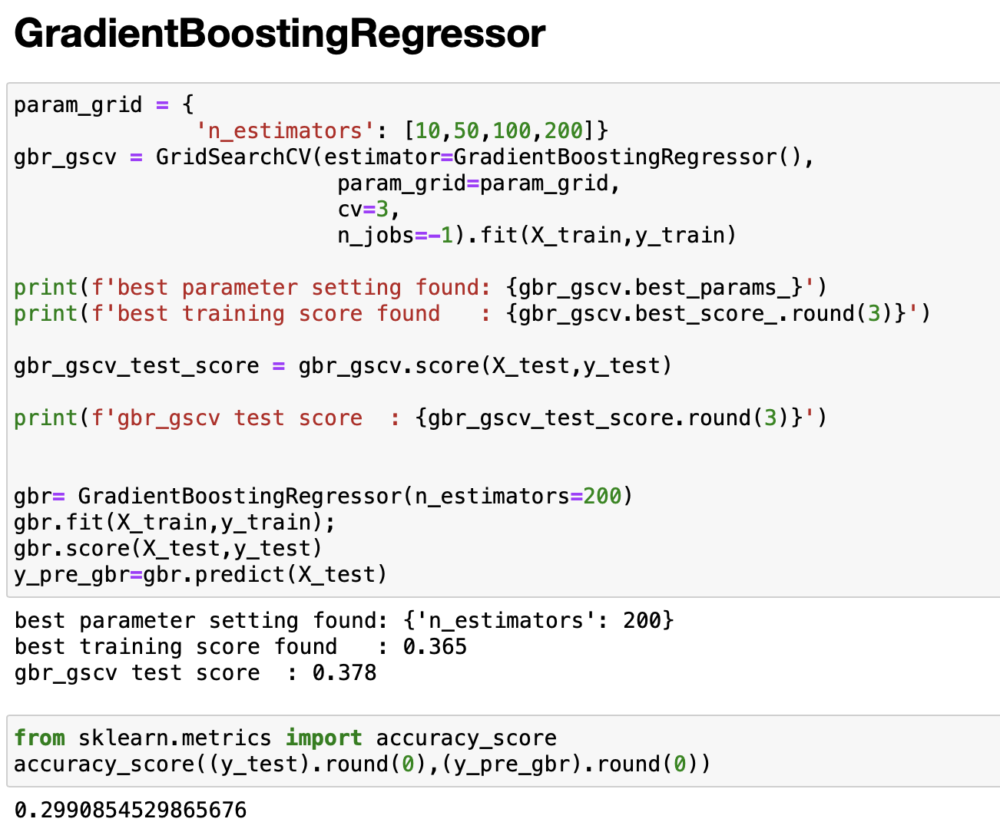 GradientBoostingRegressor
param_grid = {
              'n_estimators': [10,50,100,200]}
gbr_gscv = GridSearchCV(estimator=GradientBoostingRegressor(),
                         param_grid=param_grid,
                         cv=3,
                         n_jobs=-1).fit(X_train,y_train)
print(f'best parameter setting found: {gbr_gscv.best_params_}')
print(f'best training score found   : {gbr_gscv.best_score_.round(3)}')
gbr_gscv_test_score = gbr_gscv.score(X_test,y_test)
print(f'gbr_gscv test score  : {gbr_gscv_test_score.round(3)}')
gbr= GradientBoostingRegressor(n_estimators=200)
gbr.fit(X_train,y_train);
gbr.score(X_test,y_test)
y_pre_gbr=gbr.predict(X_test)
best parameter setting found: {'n_estimators': 200}
best training score found   : 0.365
gbr_gscv test score  : 0.378
from sklearn.metrics import accuracy_score
accuracy_score((y_test).round(0),(y_pre_gbr).round(0))
0.2990854529865676